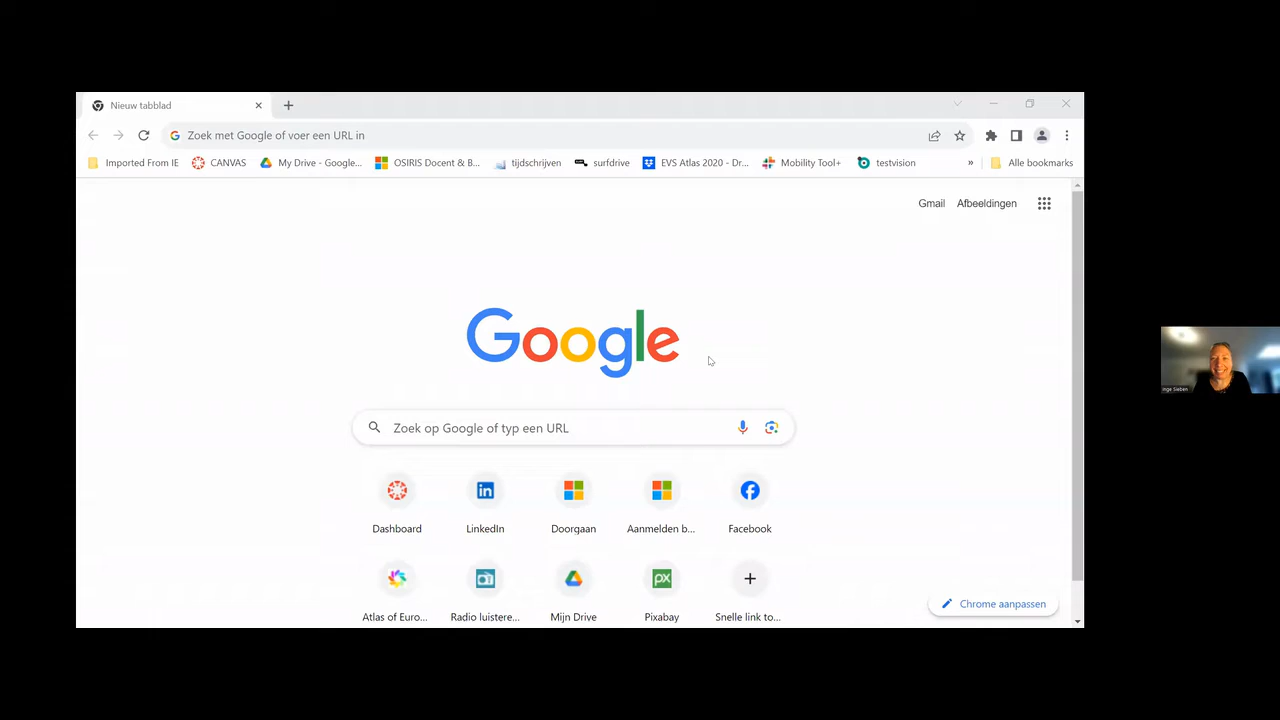 Nieuw tabblad
Zoek met Google of voer een URL in
Imported From IE CANVAS My Drive - Google... OSIRIS Docent & B... tijdschrijven surfdrive EVS Atlas 2020 - Dr... Mobility Tool+ testvision » Alle bookmarks
Gmail Afbeeldingen
Google
Zoek op Google of typ een URL
Dashboard LinkedIn Doorgaan Aanmelden b... Facebook
Atlas of Euro... Radio luistere... Mijn Drive Pixabay Snelle link to...
Chrome aanpassen
Inge Sieben